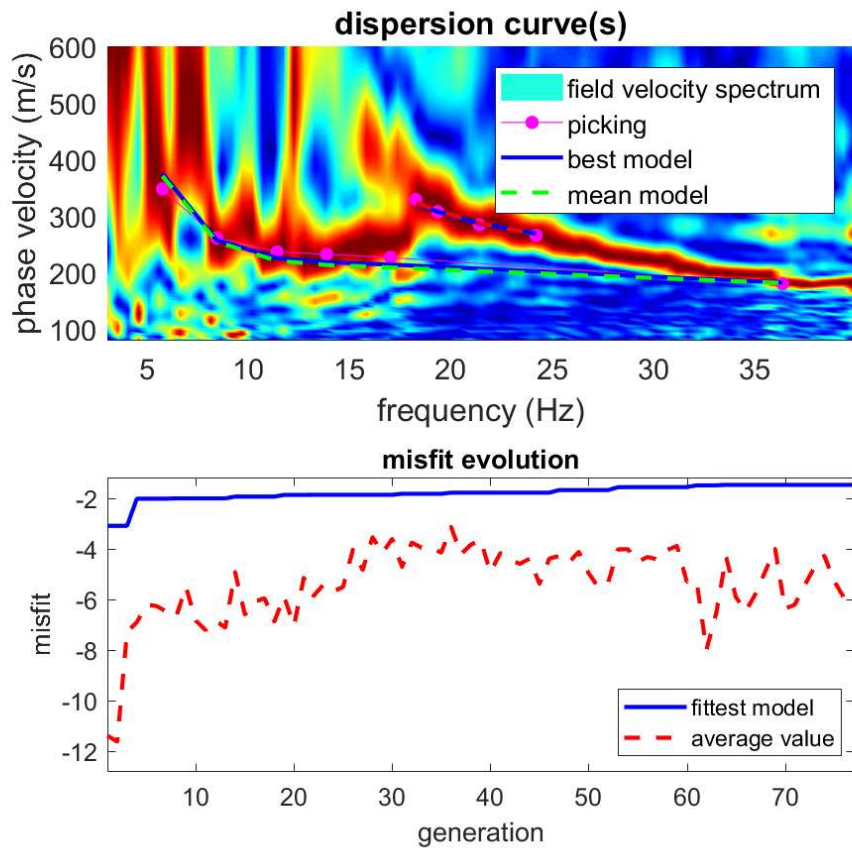 dispersion curve(s)
600
500
400
300
200
100
phase velocity (m/s)
field velocity spectrum
picking
best model
mean model
5 10 15 20 25 30 35
frequency (Hz)
misfit evolution
-2
-4
-6
-8
-10
-12
misfit
fittest model
average value
10 20 30 40 50 60 70
generation